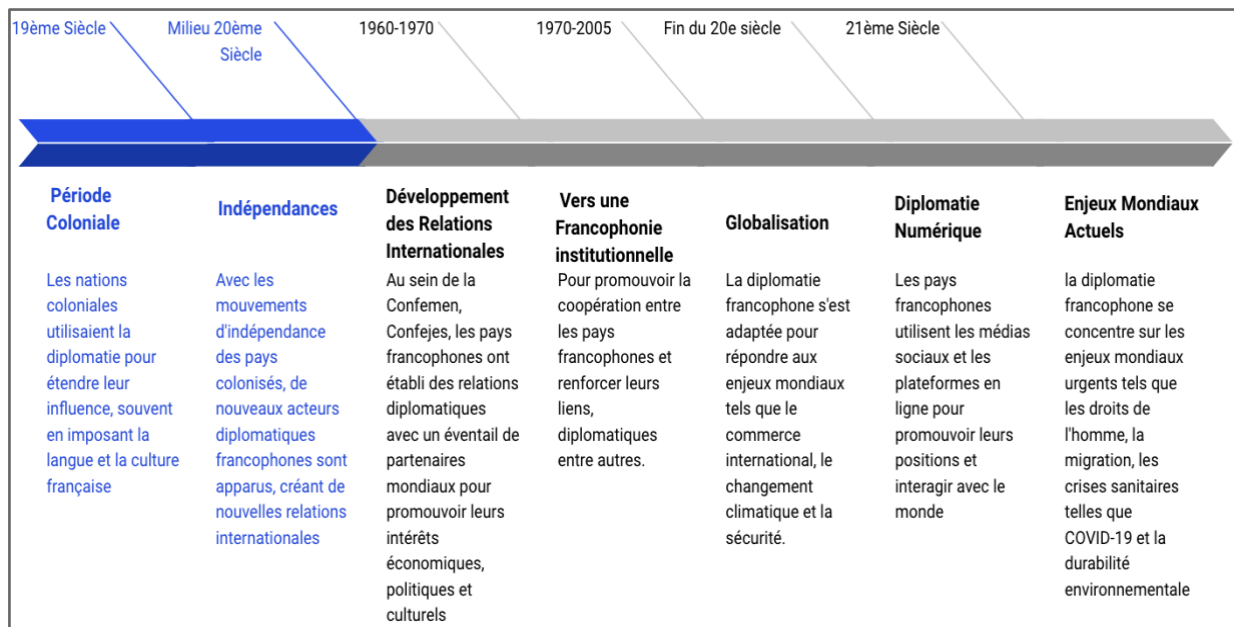 19ème Siècle
Milieu 20ème
Siècle
1960-1970
1970-2005
Fin du 20e siècle
21ème Siècle
Période
Coloniale
Les nations
coloniales
utilisaient la
diplomatie pour
étendre leur
influence, souvent
en imposant la
langue et la culture
française
Indépendances
Avec les
mouvements
d'indépendance
des pays
colonisés, de
nouveaux acteurs
diplomatiques
francophones sont
apparus, créant de
nouvelles relations
internationales
Développement
des Relations
Internationales
Au sein de la
Confemen,
Confejes, les pays
francophones ont
établi des relations
diplomatiques
avec un éventail de
partenaires
mondiaux pour
promouvoir leurs
intérêts
économiques,
politiques et
culturels
Vers une
Francophonie
institutionnelle
Pour promouvoir la
coopération entre
les pays
francophones et
renforcer leurs
liens,
diplomatiques
entre autres.
Globalisation
La diplomatie
francophone s'est
adaptée pour
répondre aux
enjeux mondiaux
tels que le
commerce
international, le
changement
climatique et la
sécurité.
Diplomatie
Numérique
Les pays
francophones
utilisent les médias
sociaux et les
plateformes en
ligne pour
promouvoir leurs
positions et
interagir avec le
monde
Enjeux Mondiaux
Actuels
la diplomatie
francophone se
concentre sur les
enjeux mondiaux
urgents tels que
les droits de
l'homme, la
migration, les
crises sanitaires
telles que
COVID-19 et la
durabilité
environnementale